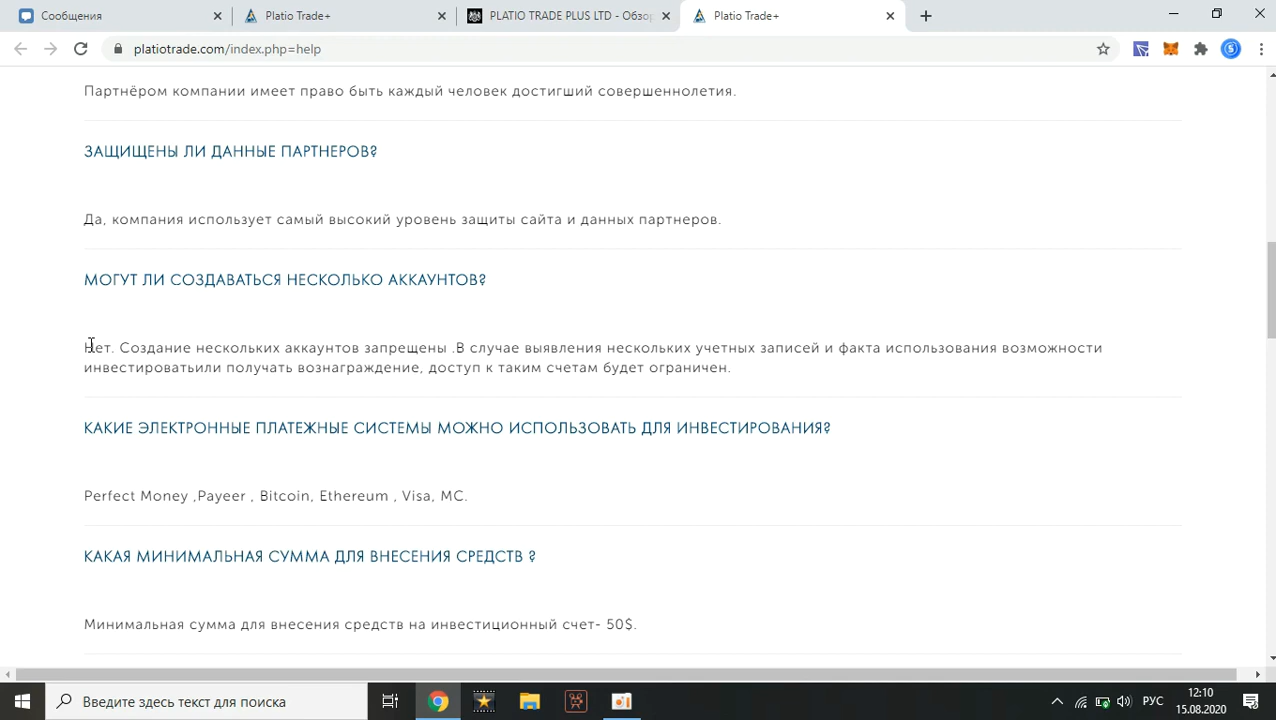 Сообщения
Platio Trade+
PLATIO TRADE PLUS LTD - Обзор
Platio Trade+
platiotrade.com/index.php=help
Партнёром компании имеет право быть каждый человек достигший совершеннолетия.
ЗАЩИЩЕНЫ ЛИ ДАННЫЕ ПАРТНЕРОВ?
Да, компания использует самый высокий уровень защиты сайта и данных партнеров.
МОГУТ ЛИ СОЗДАВАТЬСЯ НЕСКОЛЬКО АККАУНТОВ?
Нет. Создание нескольких аккаунтов запрещены .В случае выявления нескольких учетных записей и факта использования возможности
инвестироватьили получать вознаграждение, доступ к таким счетам будет ограничен.
КАКИЕ ЭЛЕКТРОННЫЕ ПЛАТЕЖНЫЕ СИСТЕМЫ МОЖНО ИСПОЛЬЗОВАТЬ ДЛЯ ИНВЕСТИРОВАНИЯ?
Perfect Money ,Payeer , Bitcoin, Ethereum , Visa, MC.
КАКАЯ МИНИМАЛЬНАЯ СУММА ДЛЯ ВНЕСЕНИЯ СРЕДСТВ ?
Минимальная сумма для внесения средств на инвестиционный счет- 50$.
Введите здесь текст для поиска
РУС
12:10
15.08.2020